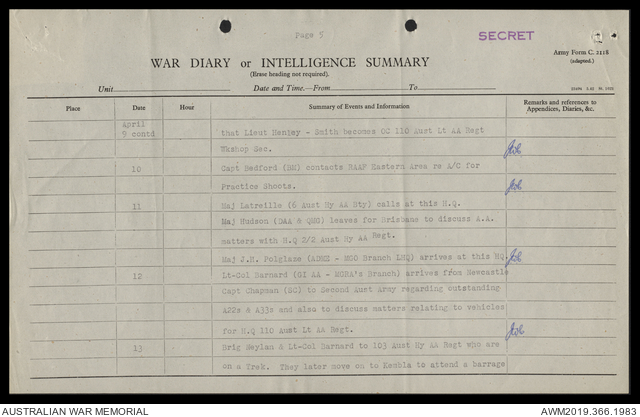 Page 5
SECRET
Army Form C. 2118
(adapted.)
WAR DIARY or INTELLIGENCE SUMMARY
(Erase heading not required).
Unit
Date and Time.—From
To
Place
Date
Hour
Summary of Events and Information
Remarks and references to
Appendices, Diaries, &c.
April
9 contd
that Lieut Henley - Smith becomes OC 110 Aust Lt AA Regt
Wkshop Sec.
10
Capt Bedford (BM) contacts RAAF Eastern Area re A/C for
Practice Shoots.
11
Maj Latreille (6 Aust Hy AA Bty) calls at this H.Q.
Maj Hudson (DAA & QMG) leaves for Brisbane to discuss A.A.
matters with H.Q 2/2 Aust Hy AA Regt.
Maj J.H. Polglaze (ADME - MGO Branch LHQ) arrives at this HQ.
12
Lt-Col Barnard (GI AA - MGRA's Branch) arrives from Newcastle
Capt Chapman (SC) to Second Aust Army regarding outstanding
A22s & A33s and also to discuss matters relating to vehicles
for H.Q 110 Aust Lt AA Regt.
13
Brig Neylan & Lt-Col Barnard to 103 Aust Hy AA Regt who are
on a Trek. They later move on to Kembla to attend a barrage
AUSTRALIAN WAR MEMORIAL
AWM2019.366.1983